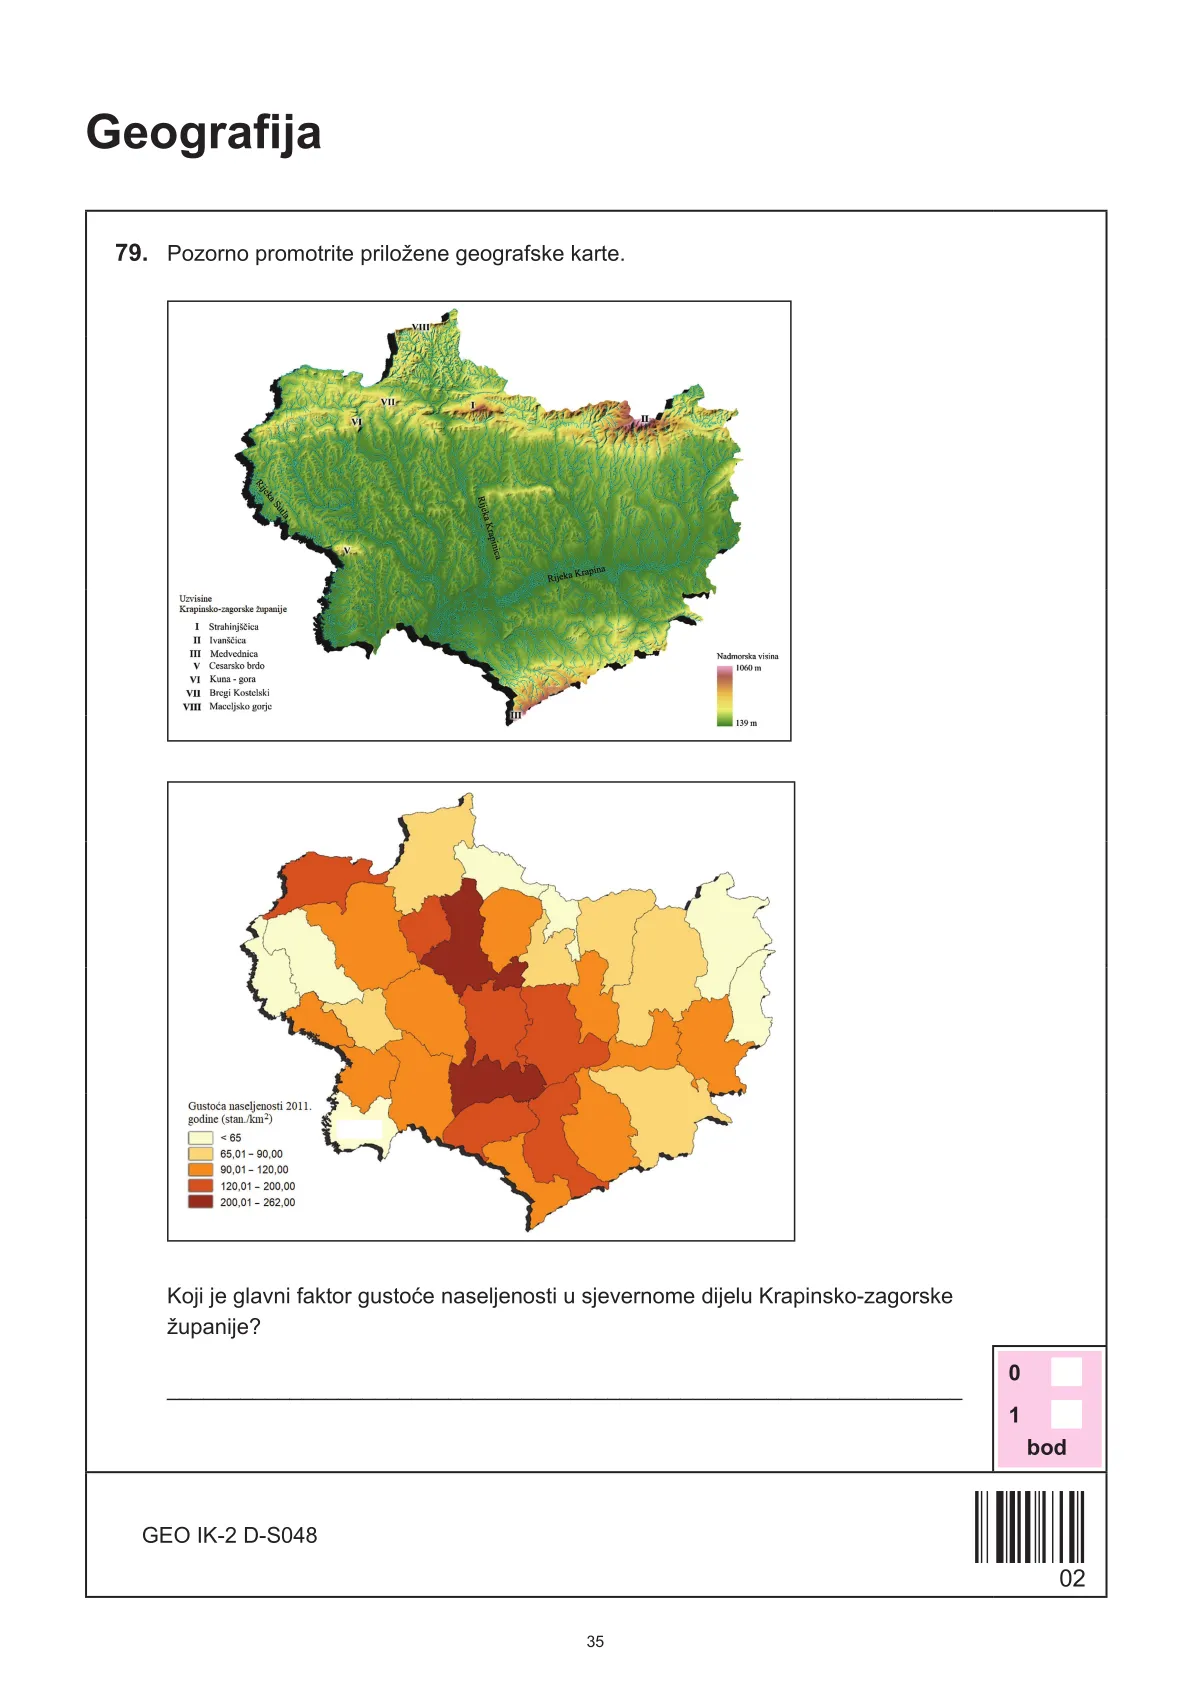 Geografija
79. Pozorno promotrite priložene geografske karte.
VIII
VII
I
II
VI
Rijeka Sutla
Rijeka Krapinica
V
Rijeka Krapina
Uzvisine
Krapinsko-zagorske županije
I Strahinjščica
II Ivanščica
III Medvednica
V Cesarsko brdo
VI Kuna - gora
VII Bregi Kostelski
VIII Maceljsko gorje
Nadmorska visina
1060 m
139 m
III
Gustoća naseljenosti 2011.
godine (stan./km²)
< 65
65,01 – 90,00
90,01 – 120,00
120,01 – 200,00
200,01 – 262,00
Koji je glavni faktor gustoće naseljenosti u sjevernome dijelu Krapinsko-zagorske
županije?
0
1
bod
GEO IK-2 D-S048
02
35